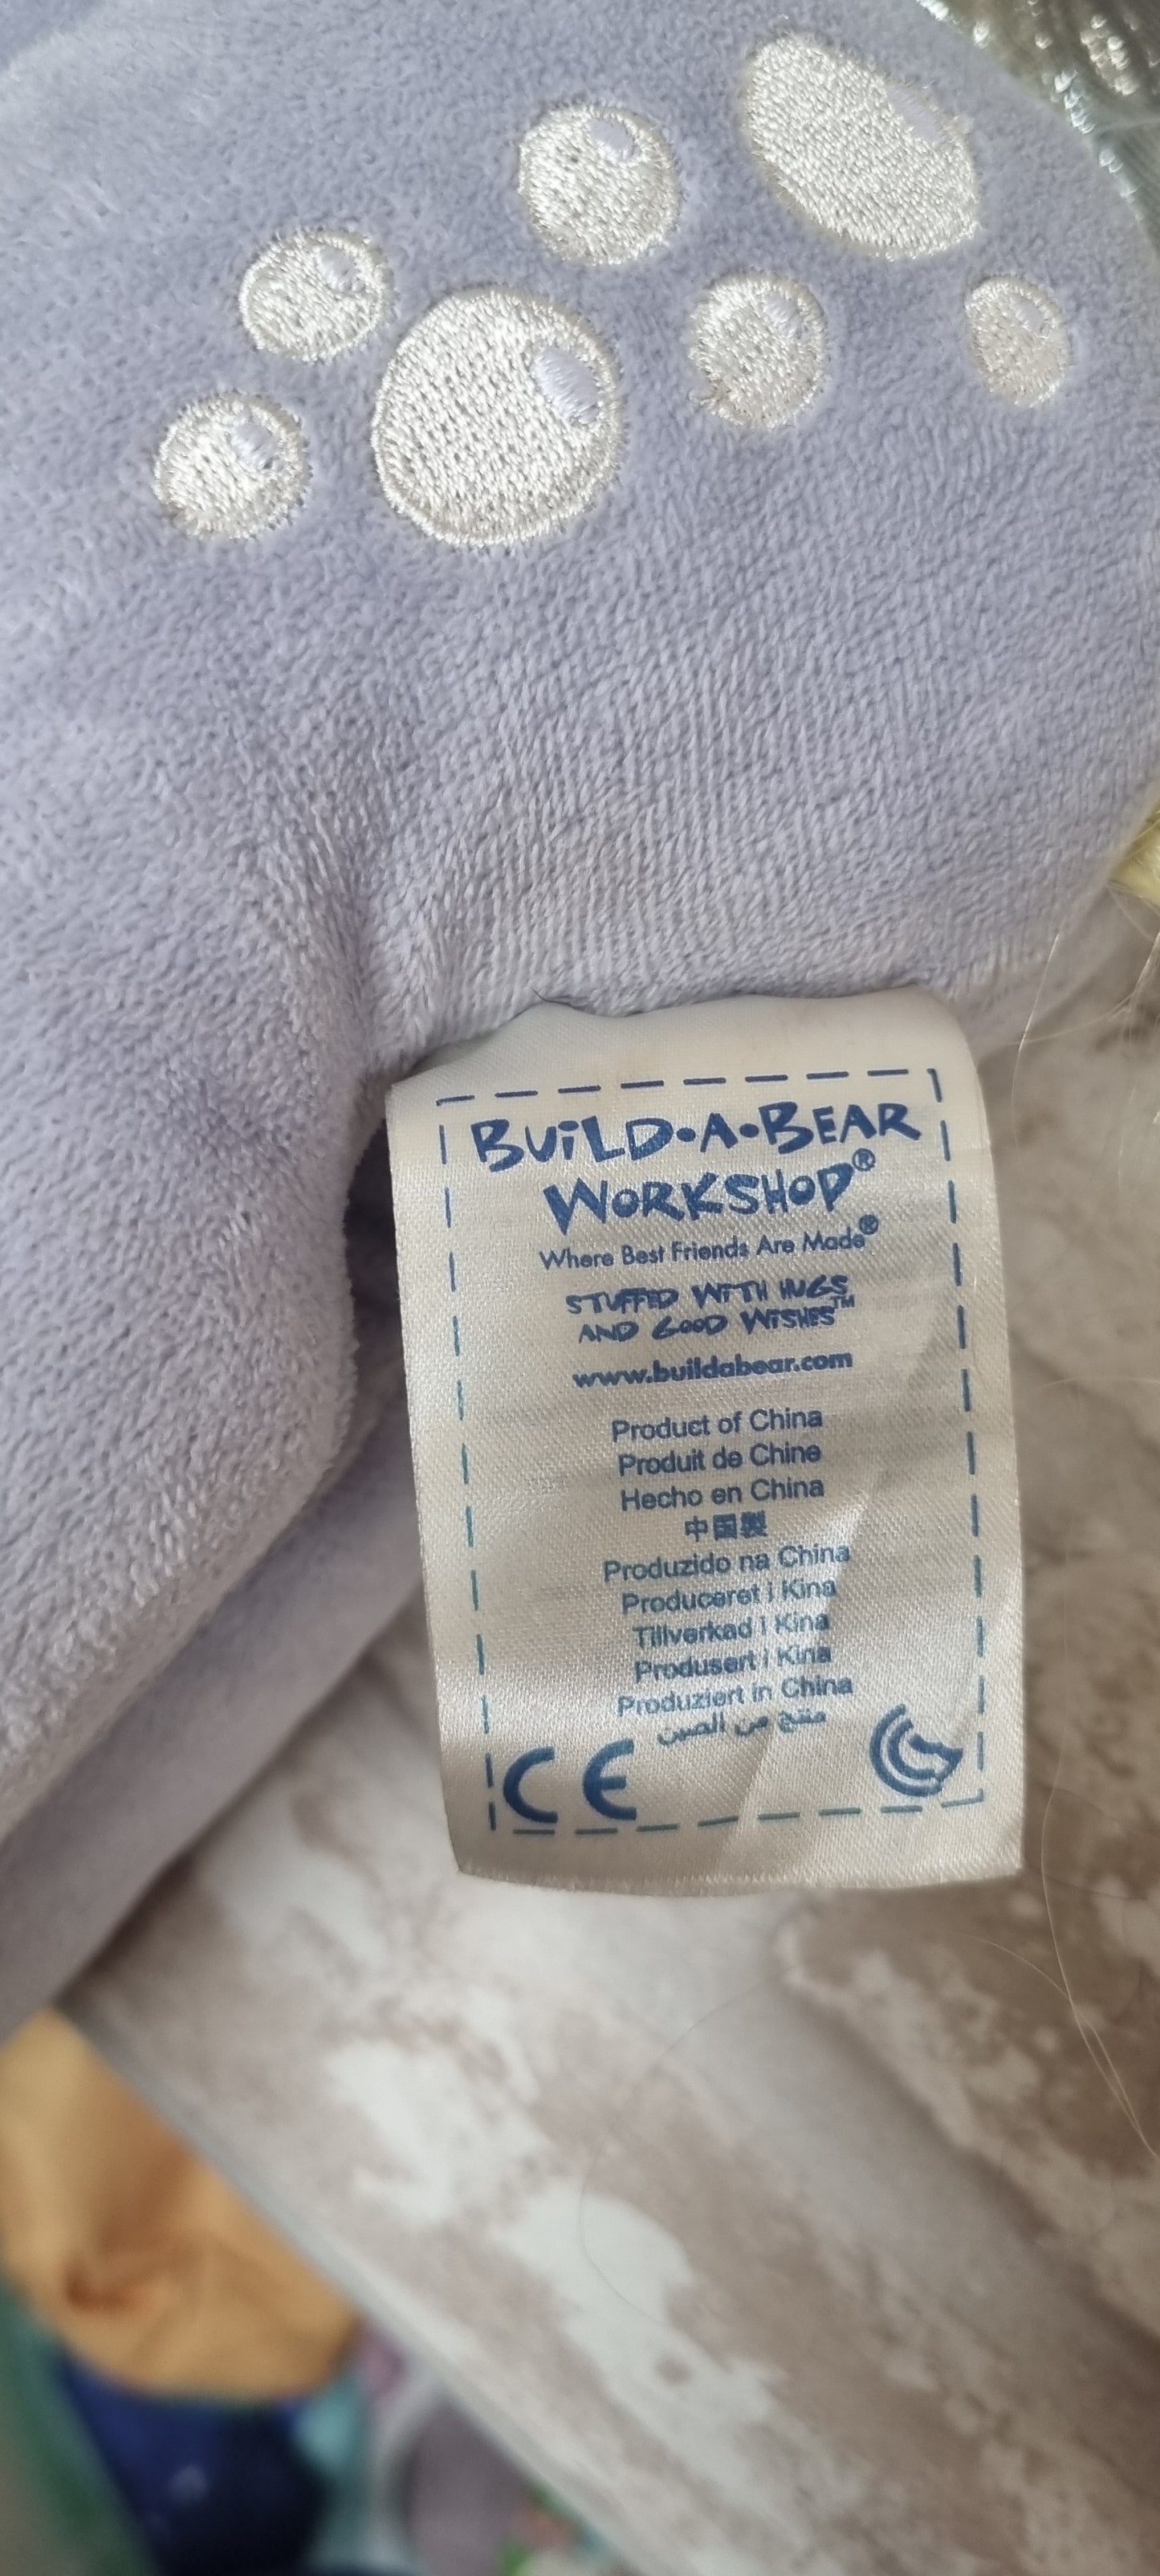 BUILD•A•BEAR
WORKSHOP®
Where Best Friends Are Made®
STUFFED WITH HUGS
AND GOOD WISHES™
www.buildabear.com
Product of China
Produit de Chine
Hecho en China
中国製
Produzido na China
Produceret i Kina
Tillverkad i Kina
Produsert i Kina
Produziert in China
منتج من الصين
CE